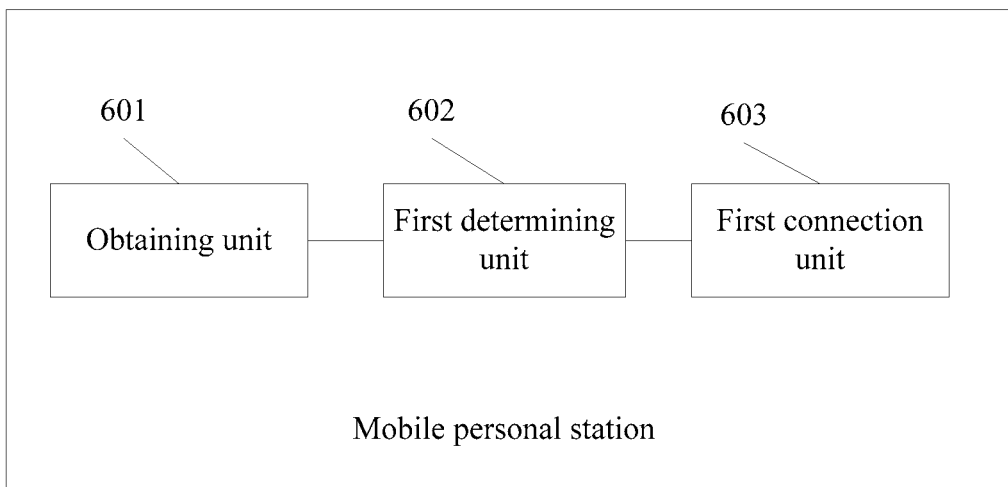 601
602
603
Obtaining unit
First determining
unit
First connection
unit
Mobile personal station